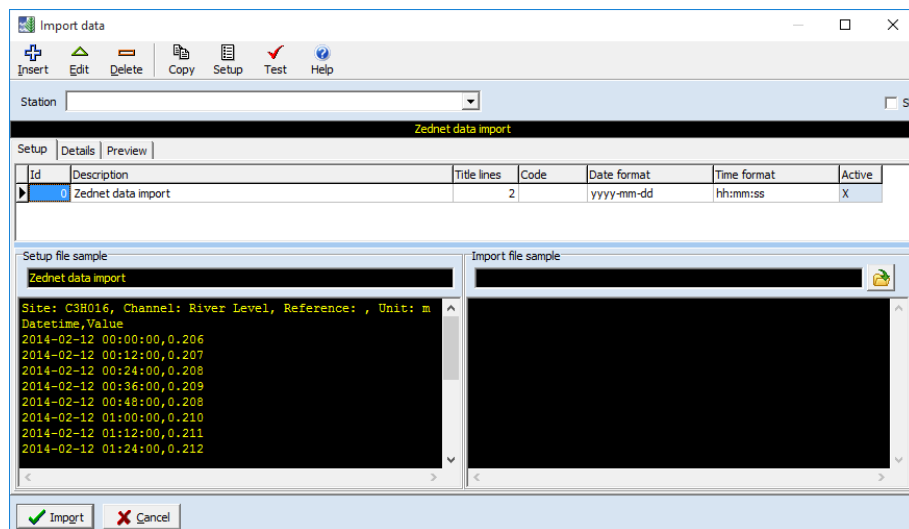 Import data
Insert Edit Delete Copy Setup Test Help
Station
S
Zednet data import
Setup Details Preview
Id Description Title lines Code Date format Time format Active
0 Zednet data import 2 yyyy-mm-dd hh:mm:ss X
Setup file sample
Zednet data import
Site: C3H016, Channel: River Level, Reference: , Unit: m
Datetime,Value
2014-02-12 00:00:00,0.206
2014-02-12 00:12:00,0.207
2014-02-12 00:24:00,0.208
2014-02-12 00:36:00,0.209
2014-02-12 00:48:00,0.208
2014-02-12 01:00:00,0.210
2014-02-12 01:12:00,0.211
2014-02-12 01:24:00,0.212
Import file sample
Import Cancel